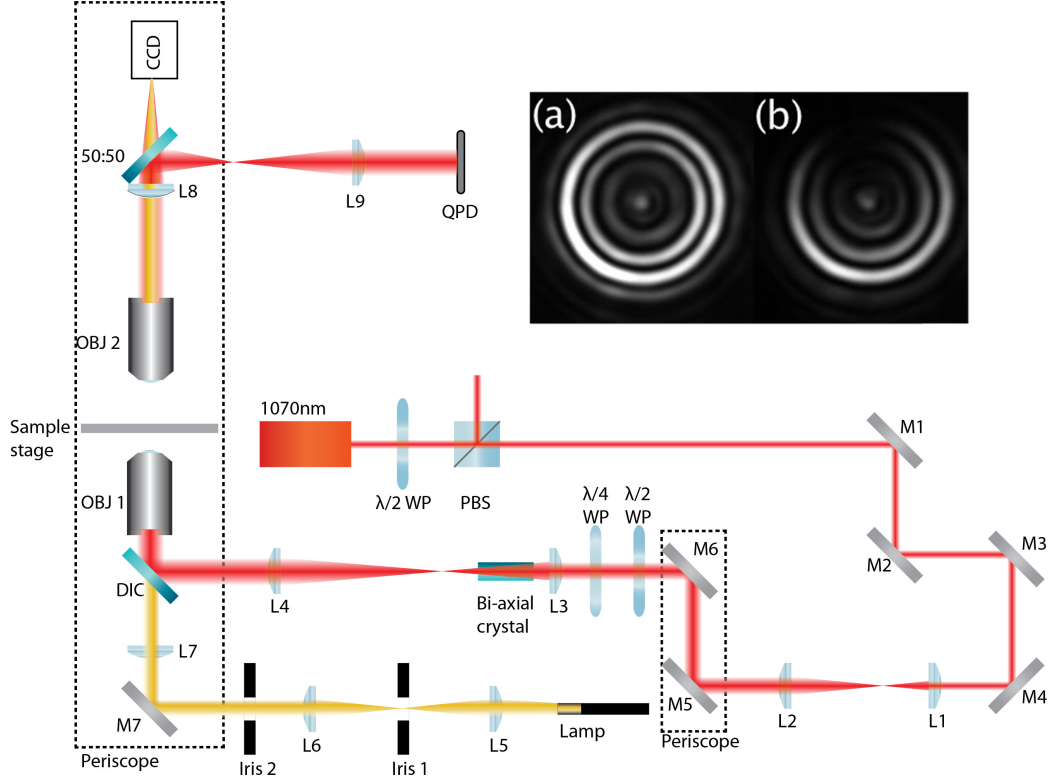 CCD
(a)
(b)
50:50
L8
L9
QPD
OBJ 2
1070nm
Sample
stage
M1
λ/2 WP
PBS
OBJ 1
λ/4
WP
λ/2
WP
M6
M2
M3
DIC
L4
Bi-axial
crystal
L3
L7
M5
M4
M7
L2
L1
L6
L5
Lamp
Periscope
Periscope
Iris 2
Iris 1